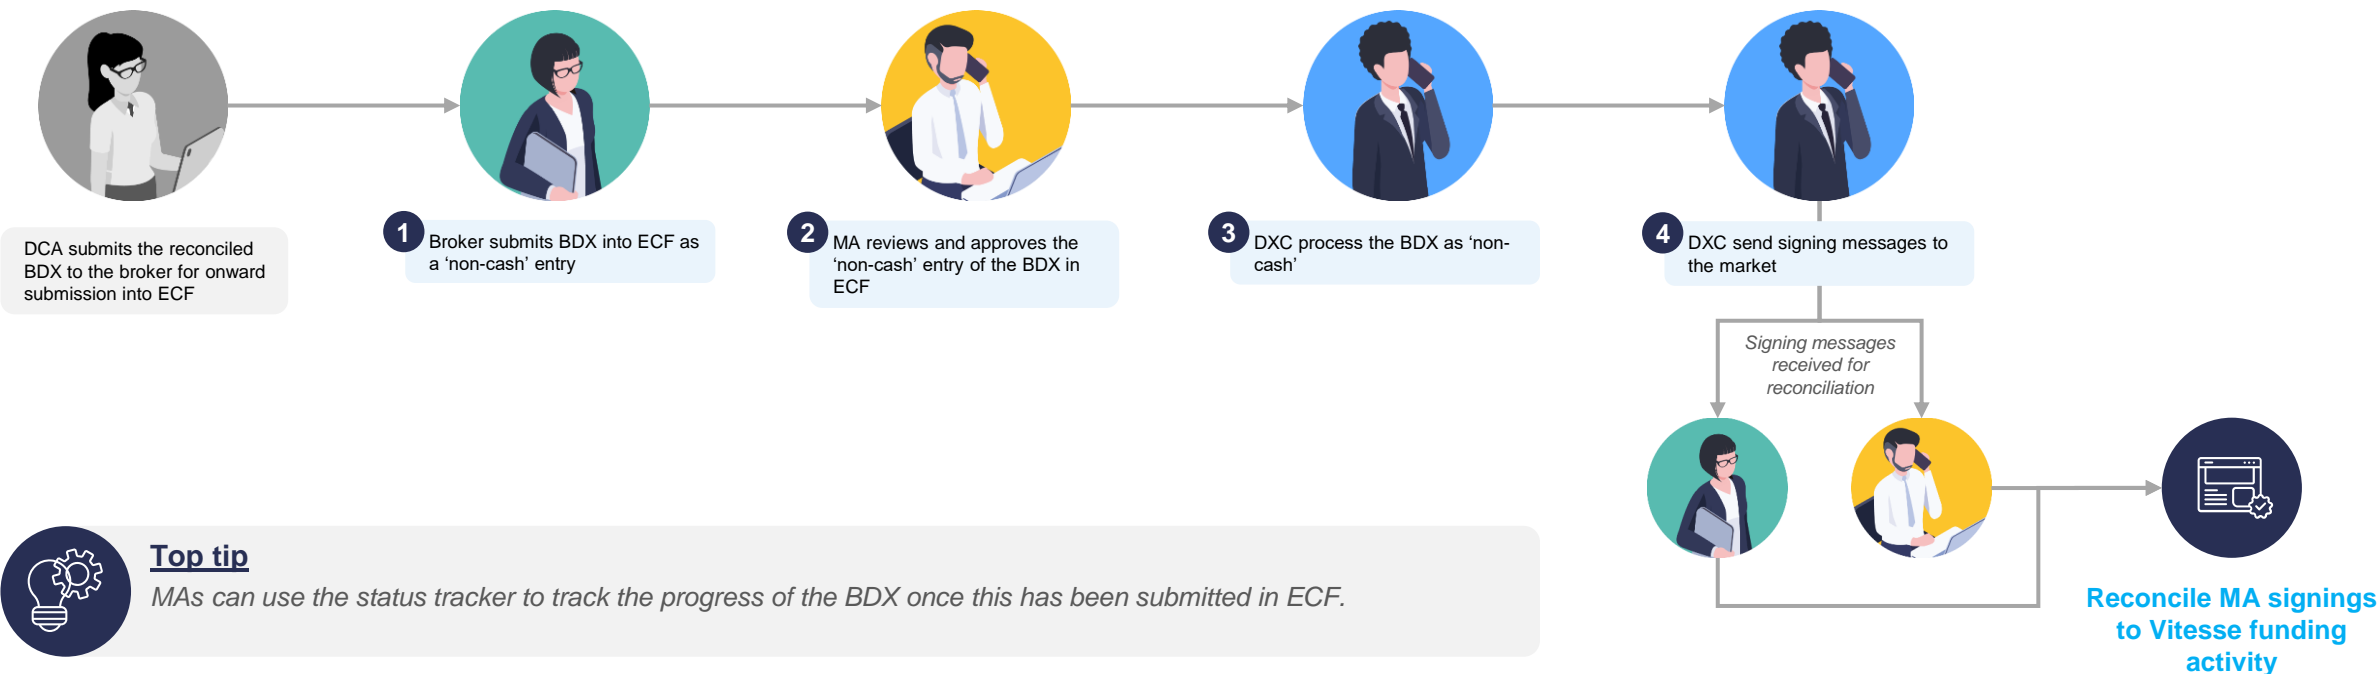 DCA submits the reconciled
BDX to the broker for onward
submission into ECF
1
Broker submits BDX into ECF as
a ‘non-cash’ entry
2
MA reviews and approves the
‘non-cash’ entry of the BDX in
ECF
3
DXC process the BDX as ‘non-
cash’
4
DXC send signing messages to
the market
Signing messages
received for
reconciliation
Top tip
MAs can use the status tracker to track the progress of the BDX once this has been submitted in ECF.
Reconcile MA signings
to Vitesse funding
activity